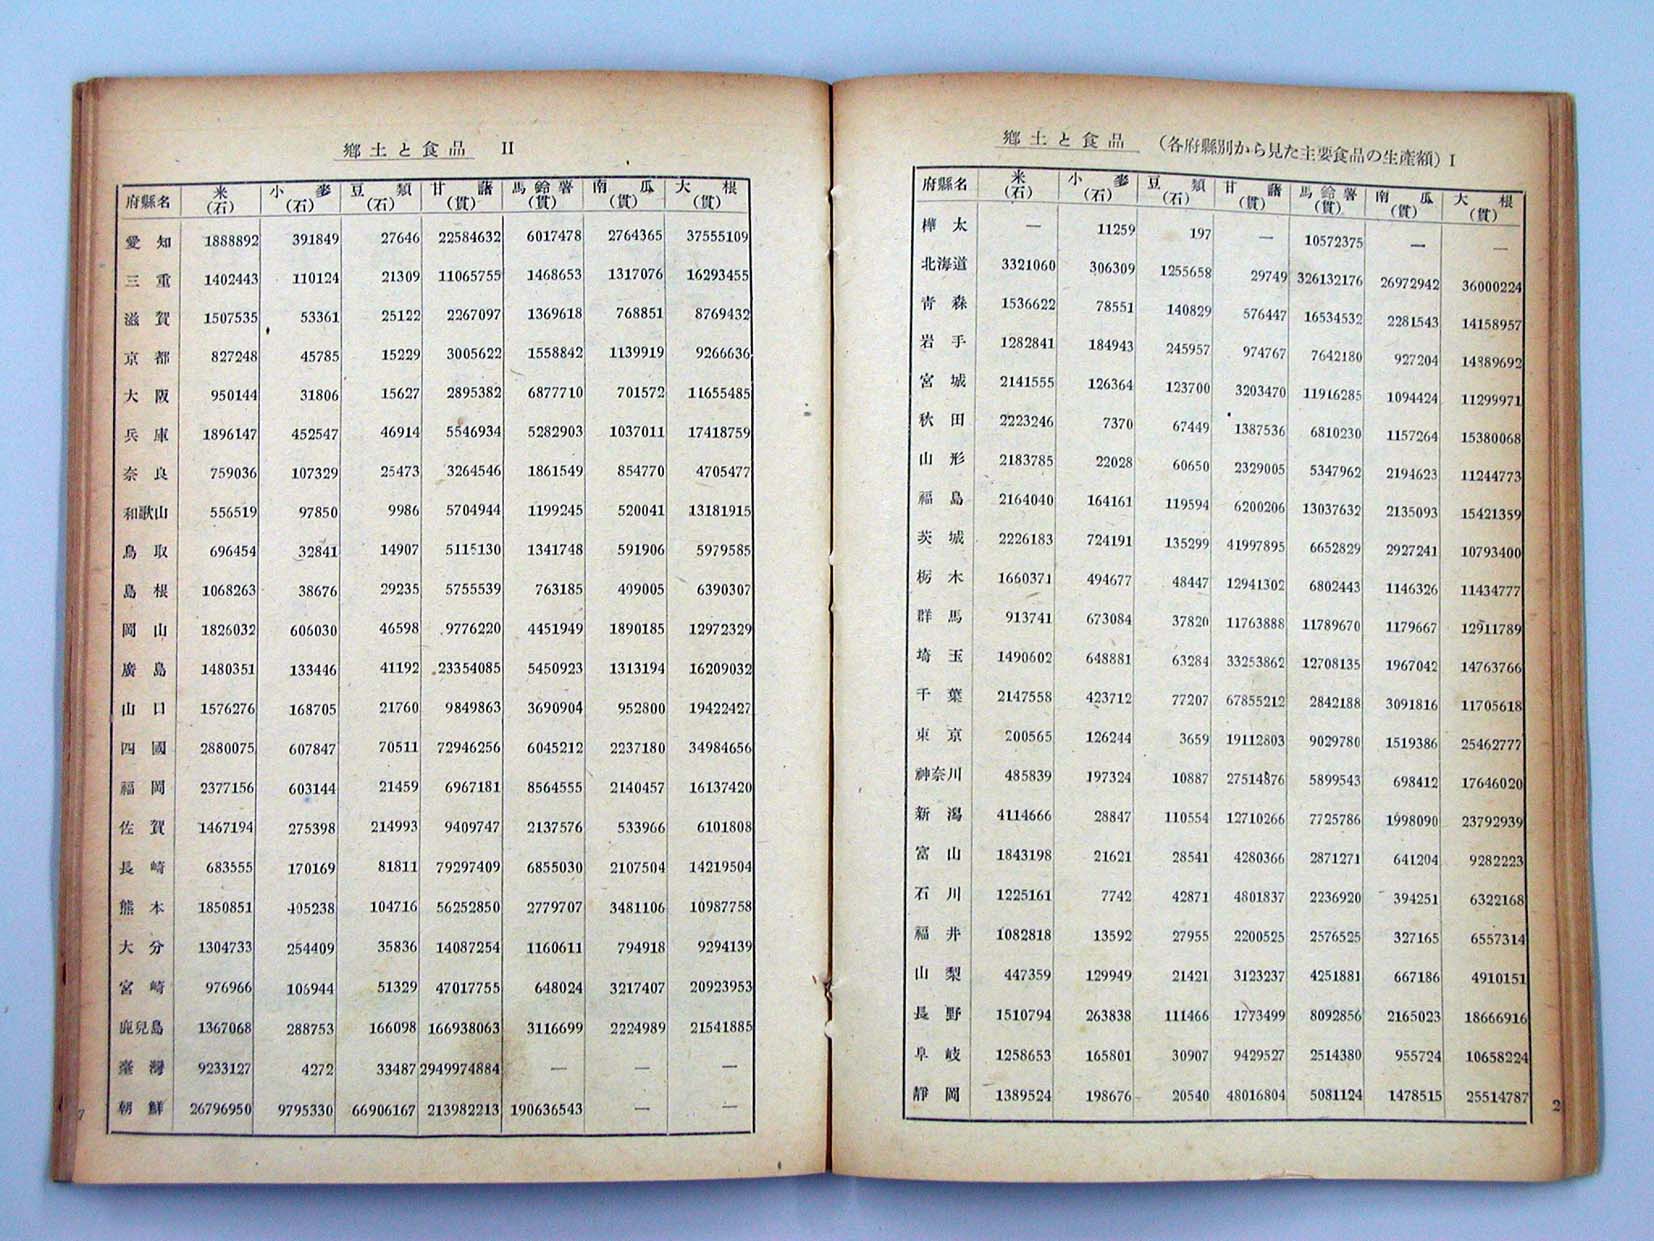 鄕土と食品 (各府縣別から見た主要食品の生産額) I
府縣名 米(石) 小麥(石) 豆類(石) 甘藷(貫) 馬鈴薯(貫) 南瓜(貫) 大根(貫)
樺太 — 11259 197 — 10572375 — —
北海道 3321060 306309 1255658 29749 326132176 26972942 36000224
靑森 1536622 78551 140829 576447 16534532 2281543 14158957
岩手 1282841 184943 245957 974767 7642180 927204 14889692
宮城 2141555 126364 123700 3203470 11916285 1094424 11299971
秋田 2223246 7370 67449 1387536 6810230 1157264 15380068
山形 2183785 22028 60650 2329005 5347962 2194623 11244773
福島 2164040 164161 119594 6200206 13037632 2135093 15421359
茨城 2226183 724191 135299 41997895 6652829 2927241 10793400
栃木 1660371 494677 48447 12941302 6802443 1146326 11434777
群馬 913741 673084 37820 11763888 11789670 1179667 12911789
埼玉 1490602 648881 63284 33253862 12708135 1967042 14763766
千葉 2147558 423712 77207 67855212 2842188 3091816 11705618
東京 200565 126244 3659 19112803 9029780 1519386 25462777
神奈川 485839 197324 10887 27514876 5899543 698412 17646020
新潟 4114666 28847 110554 12710266 7725786 1998090 23792939
富山 1843198 21621 28541 4280366 2871271 641204 9282223
石川 1225161 7742 42871 4801837 2236920 394251 6322168
福井 1082818 13592 27955 2200525 2576525 327165 6557314
山梨 447359 129949 21421 3123237 4251881 667186 4910151
長野 1510794 263838 111466 1773499 8092856 2165023 18666916
阜岐 1258653 165801 30907 9429527 2514380 955724 10658224
靜岡 1389524 198676 20540 48016804 5081124 1478515 25514787
2
鄕土と食品 II
府縣名 米(石) 小麥(石) 豆類(石) 甘藷(貫) 馬鈴薯(貫) 南瓜(貫) 大根(貫)
愛知 1888892 391849 27646 22584632 6017478 2764365 37555109
三重 1402443 110124 21309 11065755 1468653 1317076 16293455
滋賀 1507535 53361 25122 2267097 1369618 768851 8769432
京都 827248 45785 15229 3005622 1558842 1139919 9266636
大阪 950144 31806 15627 2895382 6877710 701572 11655485
兵庫 1896147 452547 46914 5546934 5282903 1037011 17418759
奈良 759036 107329 25473 3264546 1861549 854770 4705477
和歌山 556519 97850 9986 5704944 1199245 520041 13181915
鳥取 696454 32841 14907 5115130 1341748 591906 5979585
島根 1068263 38676 29235 5755539 763185 409005 6390307
岡山 1826032 606030 46598 9776220 4451949 1890185 12972329
廣島 1480351 133446 41192 23354085 5450923 1313194 16209032
山口 1576276 168705 21760 9849863 3690904 952800 19422427
四國 2880075 607847 70511 72946256 6045212 2237180 34984656
福岡 2377156 603144 21459 6967181 8564555 2140457 16137420
佐賀 1467194 275398 214993 9409747 2137576 533966 6101808
長崎 683555 170169 81811 79297409 6855030 2107504 14219504
熊本 1850851 405238 104716 56252850 2779707 3481106 10987758
大分 1304733 254409 35836 14087254 1160611 794918 9294139
宮崎 976966 106944 51329 47017755 648024 3217407 20923953
鹿兒島 1367068 288753 166098 166938063 3116699 2224989 21541885
臺灣 9233127 4272 33487 2949974884 — — —
朝鮮 26796950 9795330 66906167 213982213 190636543 — —